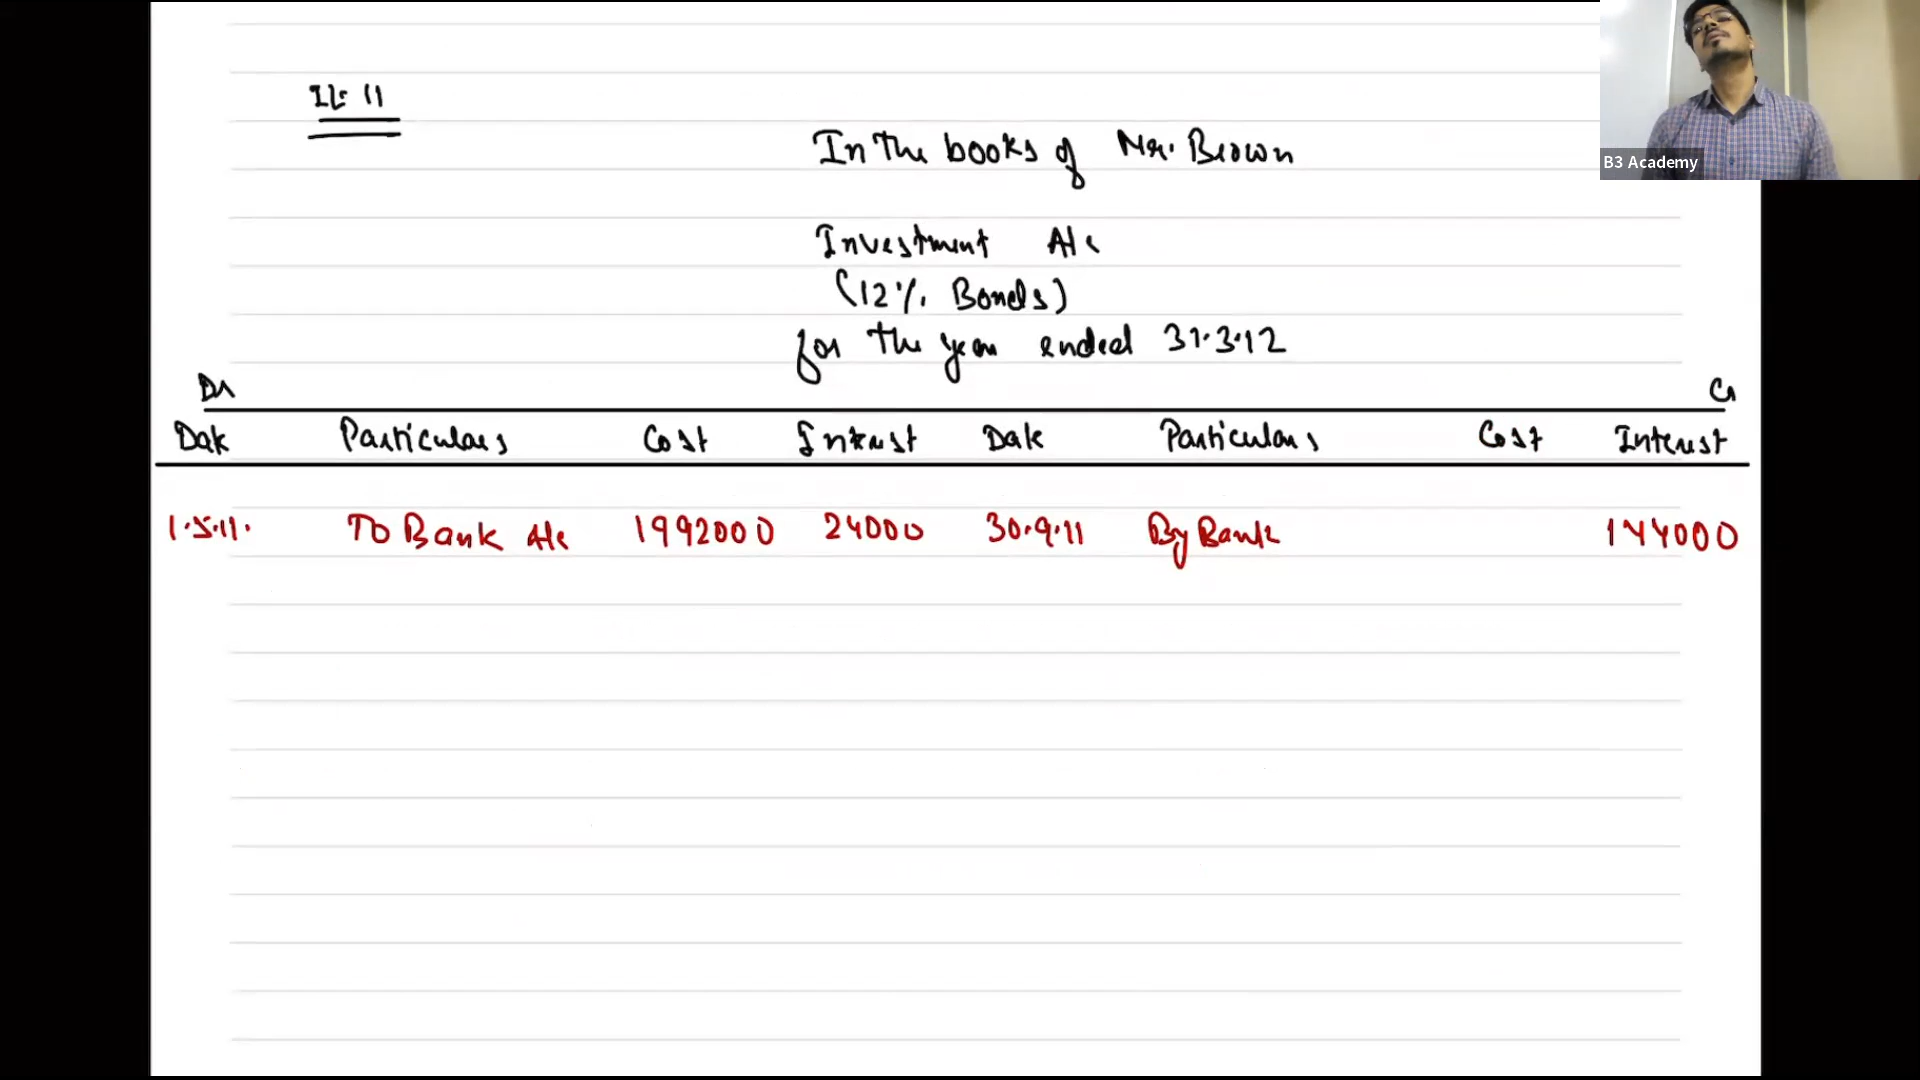 Ill: 11
B3 Academy
In the books of Mr. Brown
Investment A/c
(12% Bonds)
for the year ended 31.3.12
Dr Cr
Date Particulars Cost Interest Date Particulars Cost Interest
1.5.11. To Bank A/c 1992000 24000 30.9.11 By Bank 144000